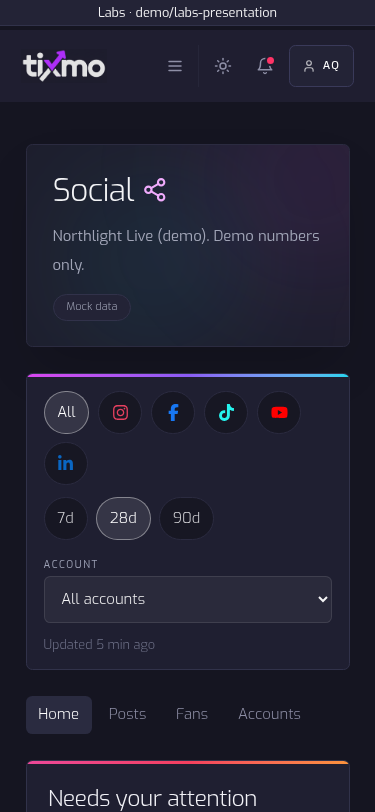 Labs · demo/labs-presentation
tixmo
AQ
Social
Northlight Live (demo). Demo numbers
only.
Mock data
All
7d 28d 90d
ACCOUNT
All accounts
Updated 5 min ago
Home Posts Fans Accounts
Needs your attention